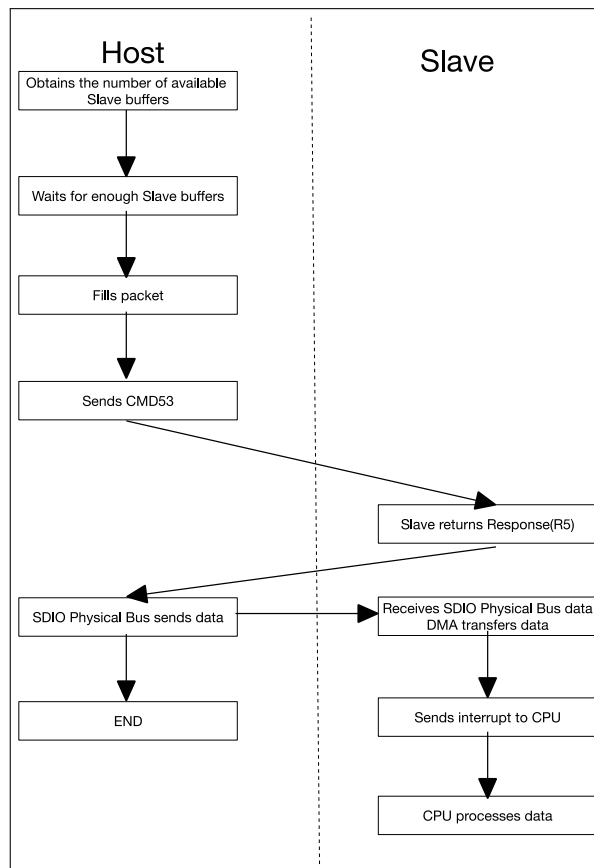 Host
Slave
Obtains the number of available
Slave buffers
Waits for enough Slave buffers
Fills packet
Sends CMD53
Slave returns Response(R5)
SDIO Physical Bus sends data
Receives SDIO Physical Bus data
DMA transfers data
END
Sends interrupt to CPU
CPU processes data